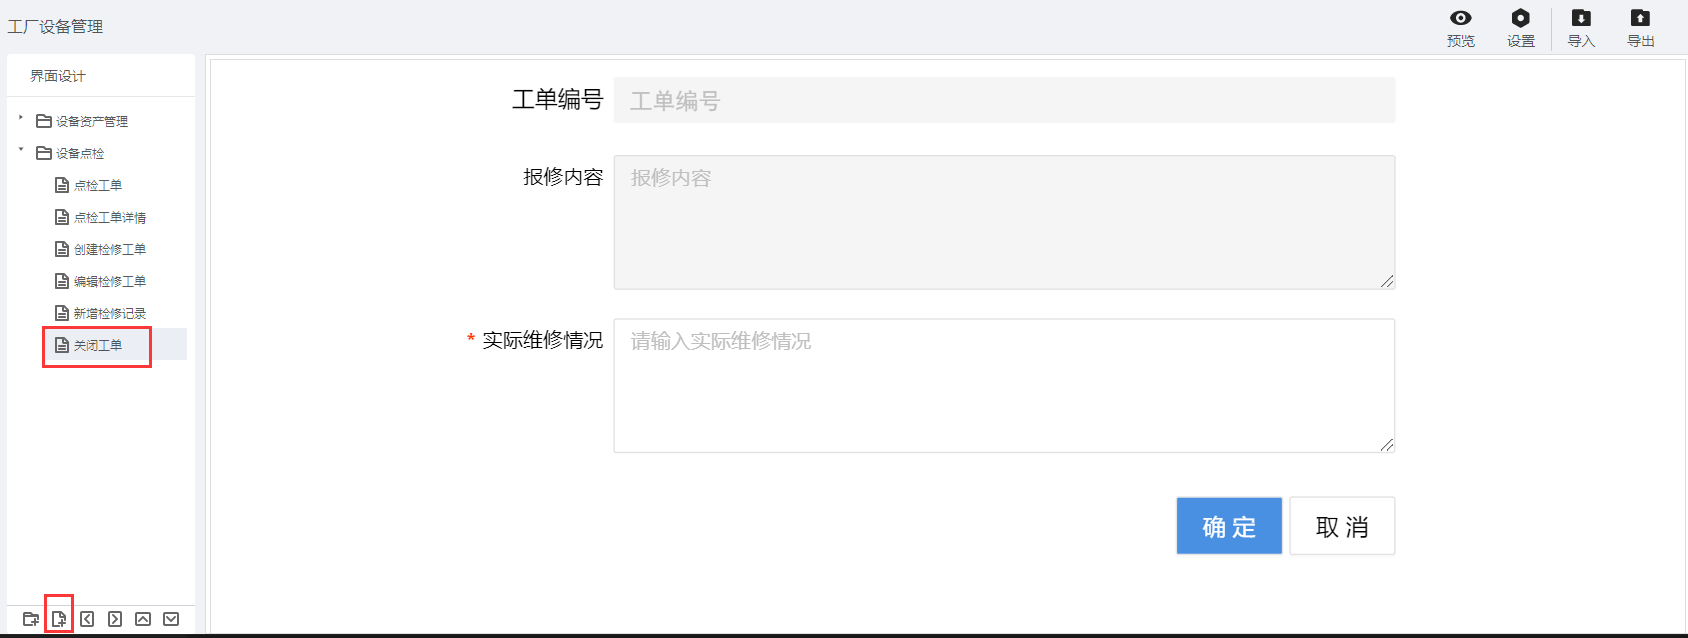 工厂设备管理
预览
设置
导入
导出
界面设计
设备资产管理
设备点检
点检工单
点检工单详情
创建检修工单
编辑检修工单
新增检修记录
关闭工单
工单编号 工单编号
报修内容 报修内容
* 实际维修情况 请输入实际维修情况
确 定
取 消